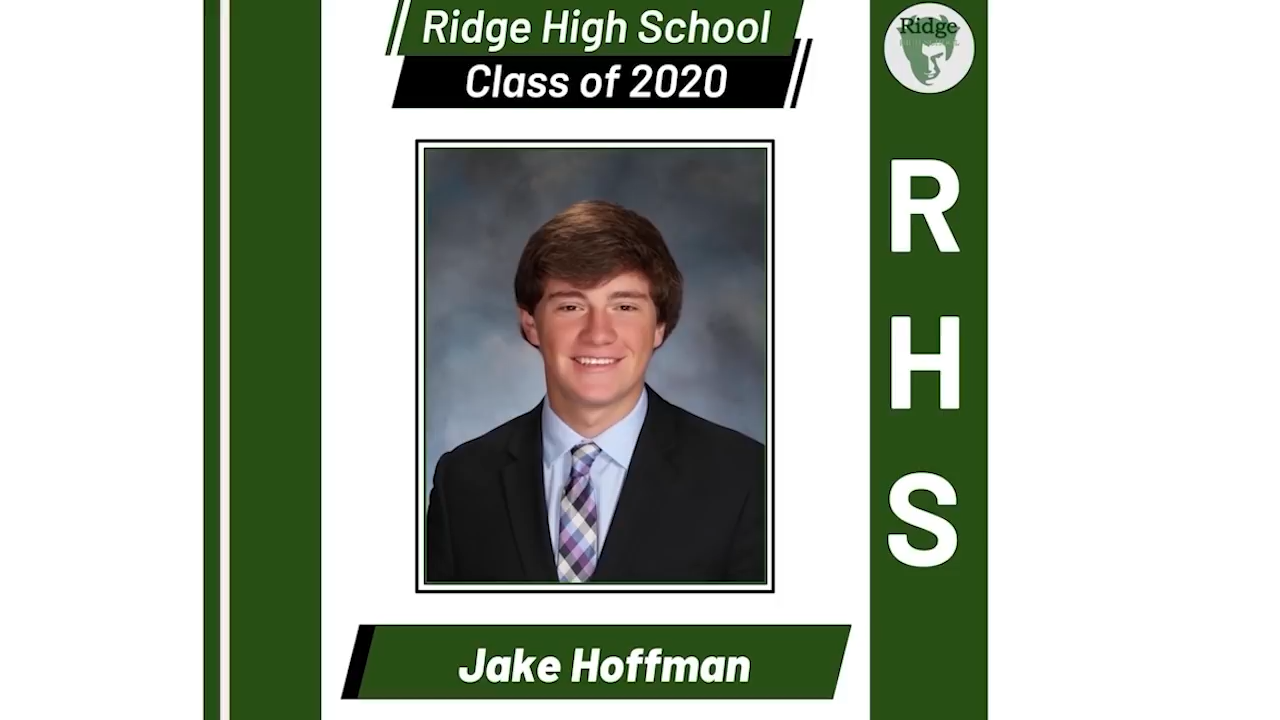 Ridge High School
Class of 2020
Ridge
R
H
S
Jake Hoffman